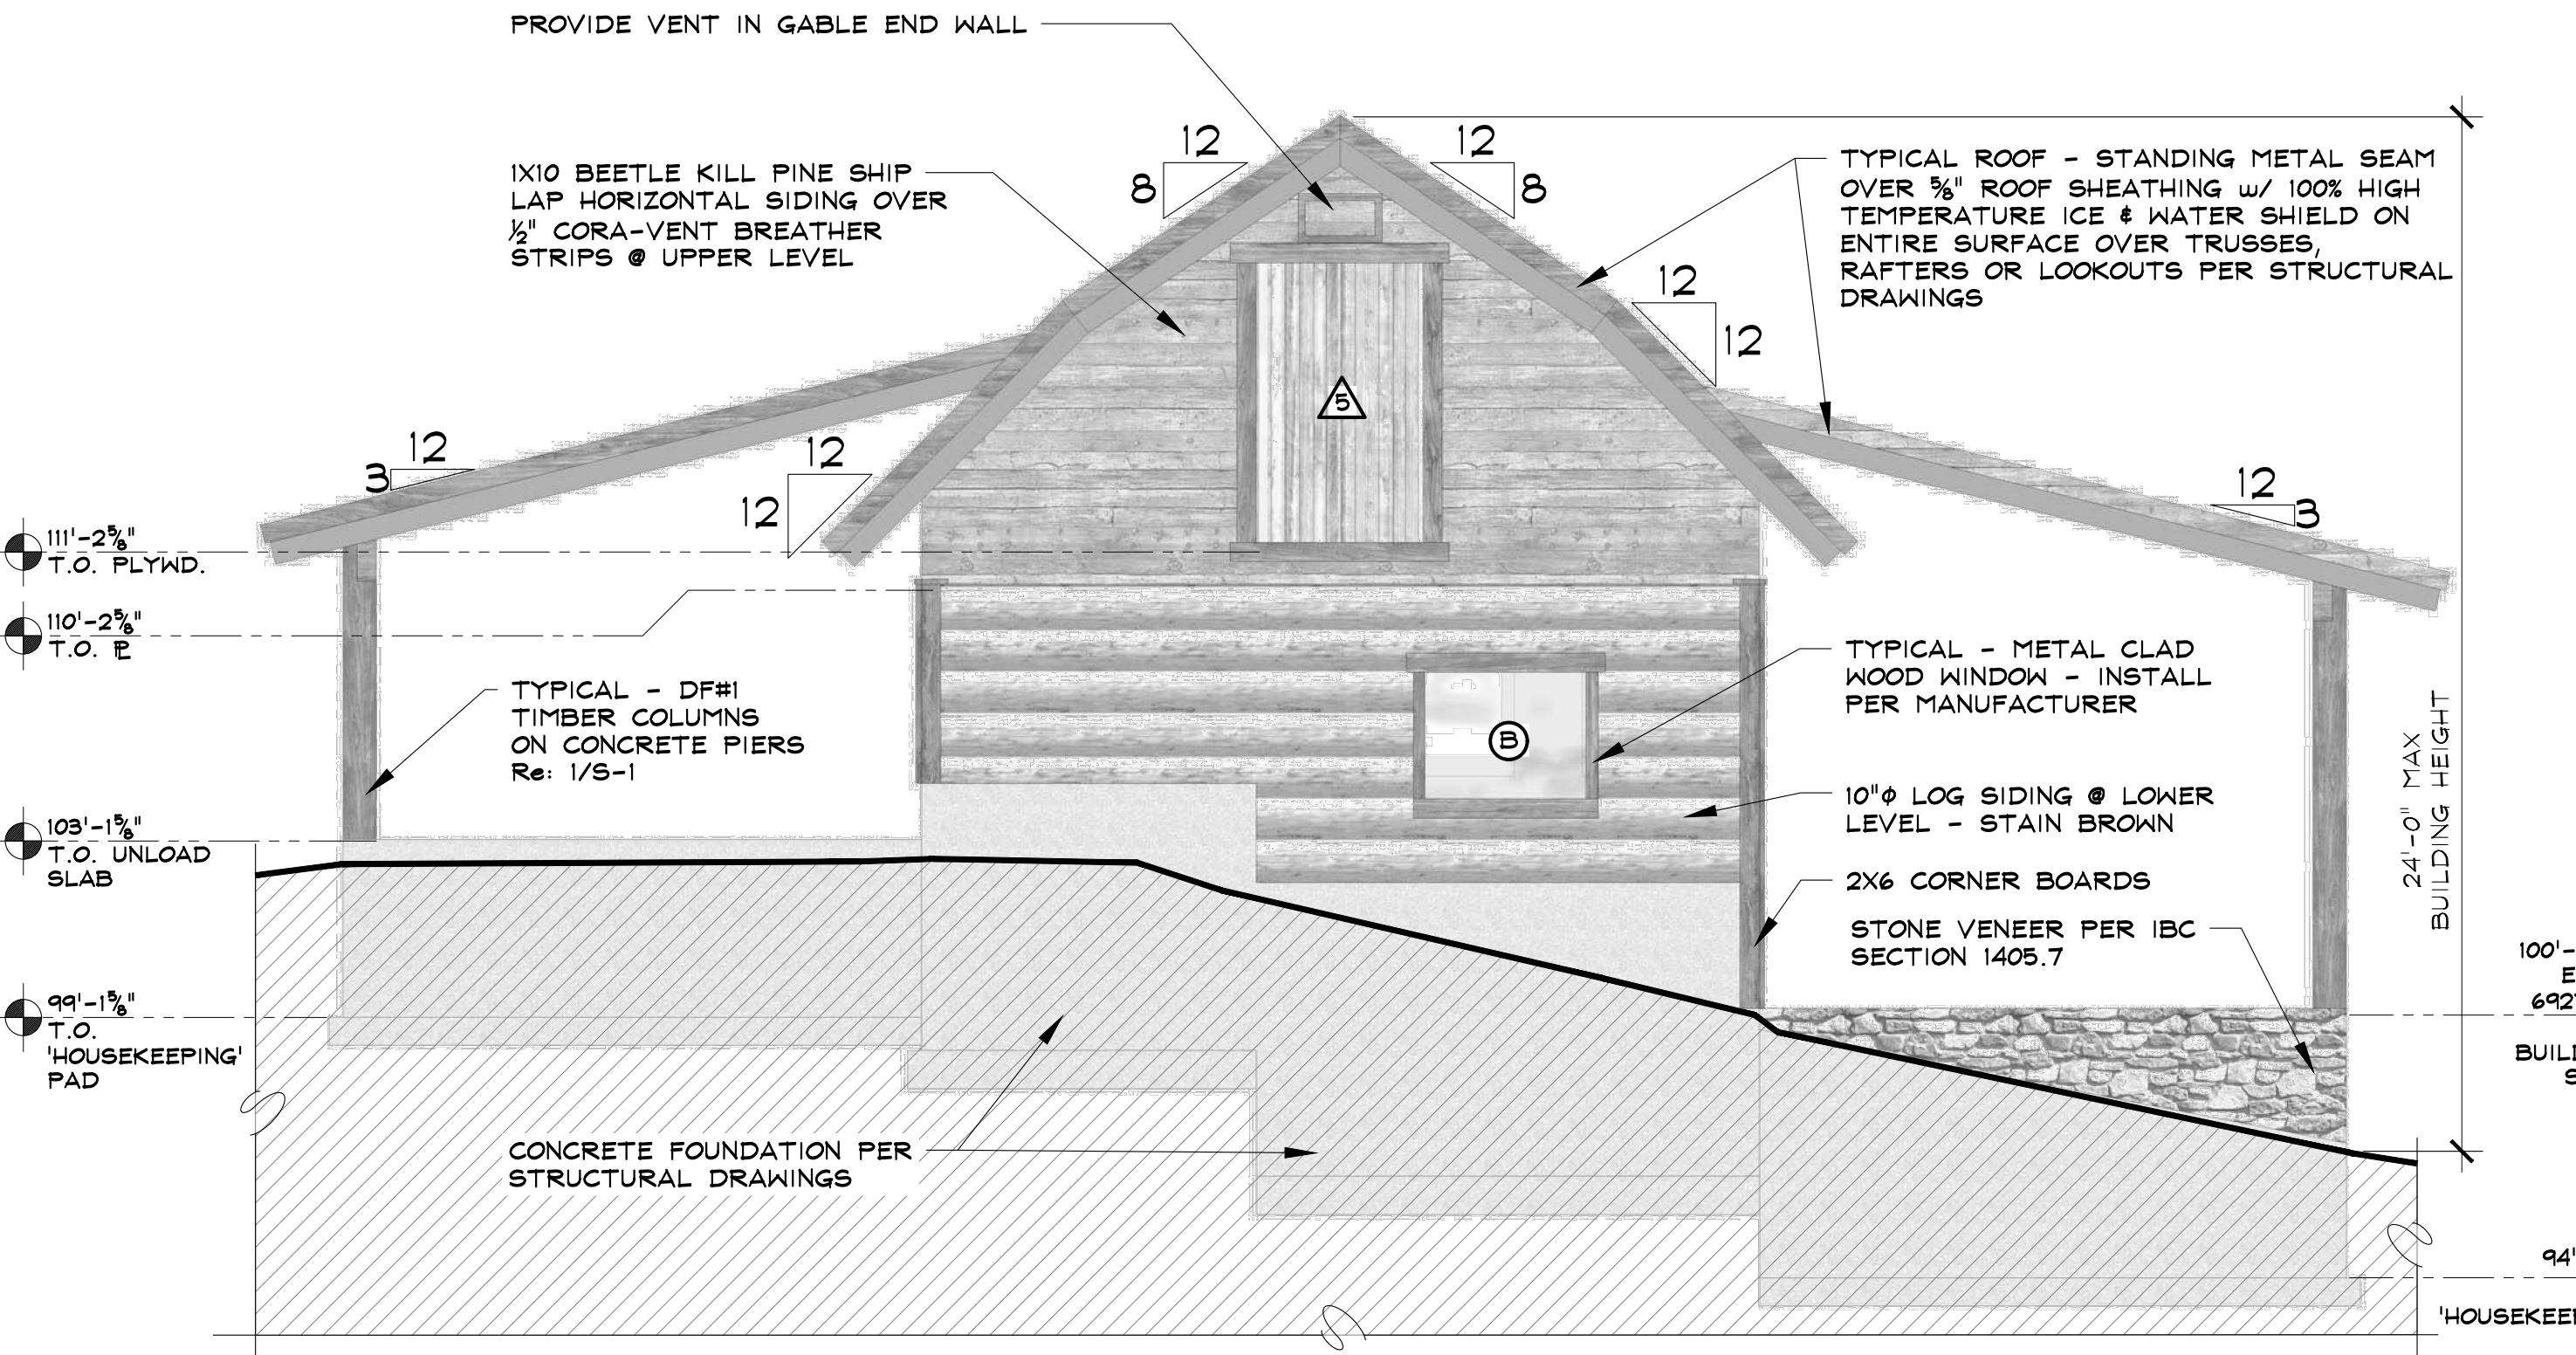 PROVIDE VENT IN GABLE END WALL
1X10 BEETLE KILL PINE SHIP
LAP HORIZONTAL SIDING OVER
½" CORA-VENT BREATHER
STRIPS @ UPPER LEVEL
12
8
12
8
TYPICAL ROOF - STANDING METAL SEAM
OVER ⅝" ROOF SHEATHING w/ 100% HIGH
TEMPERATURE ICE & WATER SHIELD ON
ENTIRE SURFACE OVER TRUSSES,
RAFTERS OR LOOKOUTS PER STRUCTURAL
DRAWINGS
12
12
5
12
3
12
12
12
3
111'-2⅝"
T.O. PLYWD.
110'-2⅝"
T.O. PL
TYPICAL - DF#1
TIMBER COLUMNS
ON CONCRETE PIERS
Re: 1/S-1
TYPICAL - METAL CLAD
WOOD WINDOW - INSTALL
PER MANUFACTURER
B
10"ϕ LOG SIDING @ LOWER
LEVEL - STAIN BROWN
24'-0" MAX
BUILDING HEIGHT
103'-1⅝"
T.O. UNLOAD
SLAB
2X6 CORNER BOARDS
STONE VENEER PER IBC
SECTION 1405.7
99'-1⅝"
T.O.
'HOUSEKEEPING'
PAD
100'-
E
692
BUILD
S
CONCRETE FOUNDATION PER
STRUCTURAL DRAWINGS
94'
'HOUSEKEE